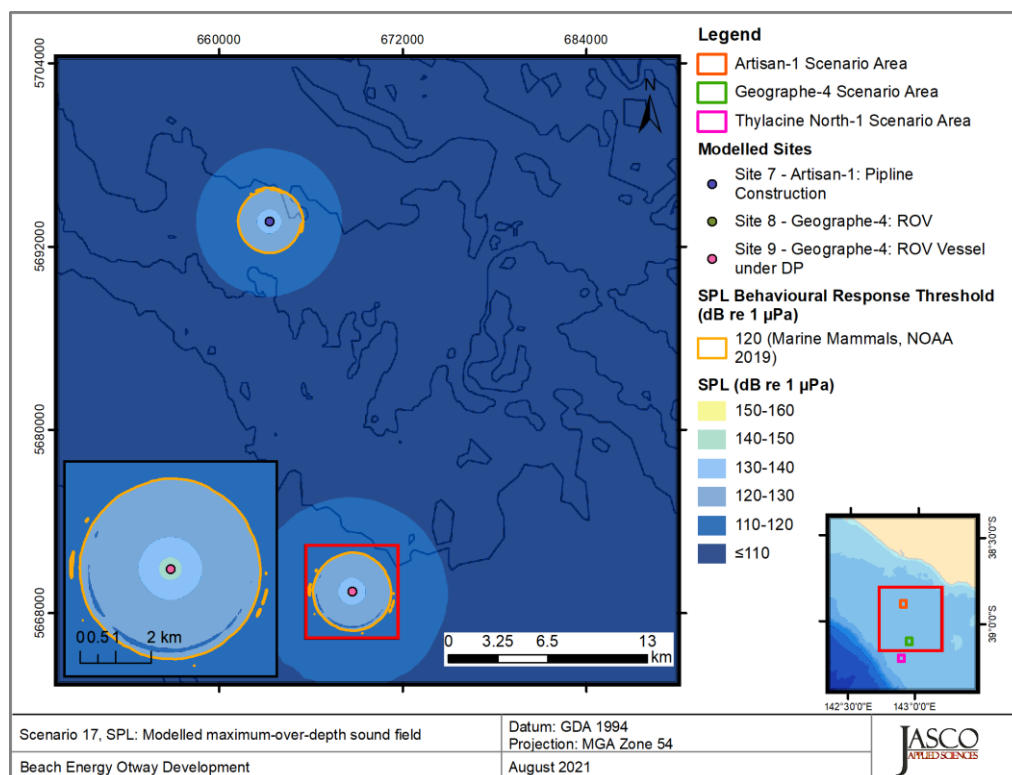 660000 672000 684000
5704000
5692000
5680000
5668000
0 0.5 1 2 km
0 3.25 6.5 13
km
Legend
Artisan-1 Scenario Area
Geographe-4 Scenario Area
Thylacine North-1 Scenario Area
Modelled Sites
Site 7 - Artisan-1: Pipline
Construction
Site 8 - Geographe-4: ROV
Site 9 - Geographe-4: ROV Vessel
under DP
SPL Behavioural Response Threshold
(dB re 1 µPa)
120 (Marine Mammals, NOAA
2019)
SPL (dB re 1 µPa)
150-160
140-150
130-140
120-130
110-120
≤110
38°30'0"S
39°0'0"S
142°30'0"E 143°0'0"E
Scenario 17, SPL: Modelled maximum-over-depth sound field
Beach Energy Otway Development
Datum: GDA 1994
Projection: MGA Zone 54
August 2021
JASCO
APPLIED SCIENCES